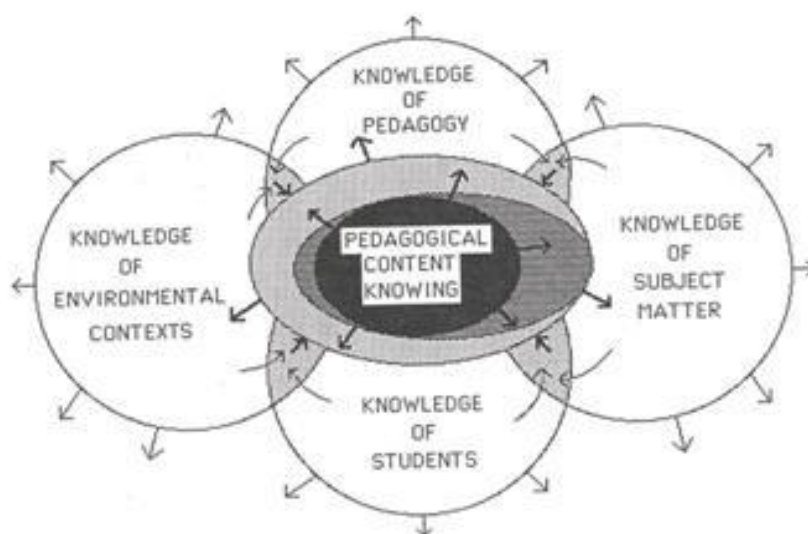 KNOWLEDGE
OF
PEDAGOGY
KNOWLEDGE
OF
ENVIRONMENTAL
CONTEXTS
PEDAGOGICAL
CONTENT
KNOWING
KNOWLEDGE
OF
SUBJECT
MATTER
KNOWLEDGE
OF
STUDENTS